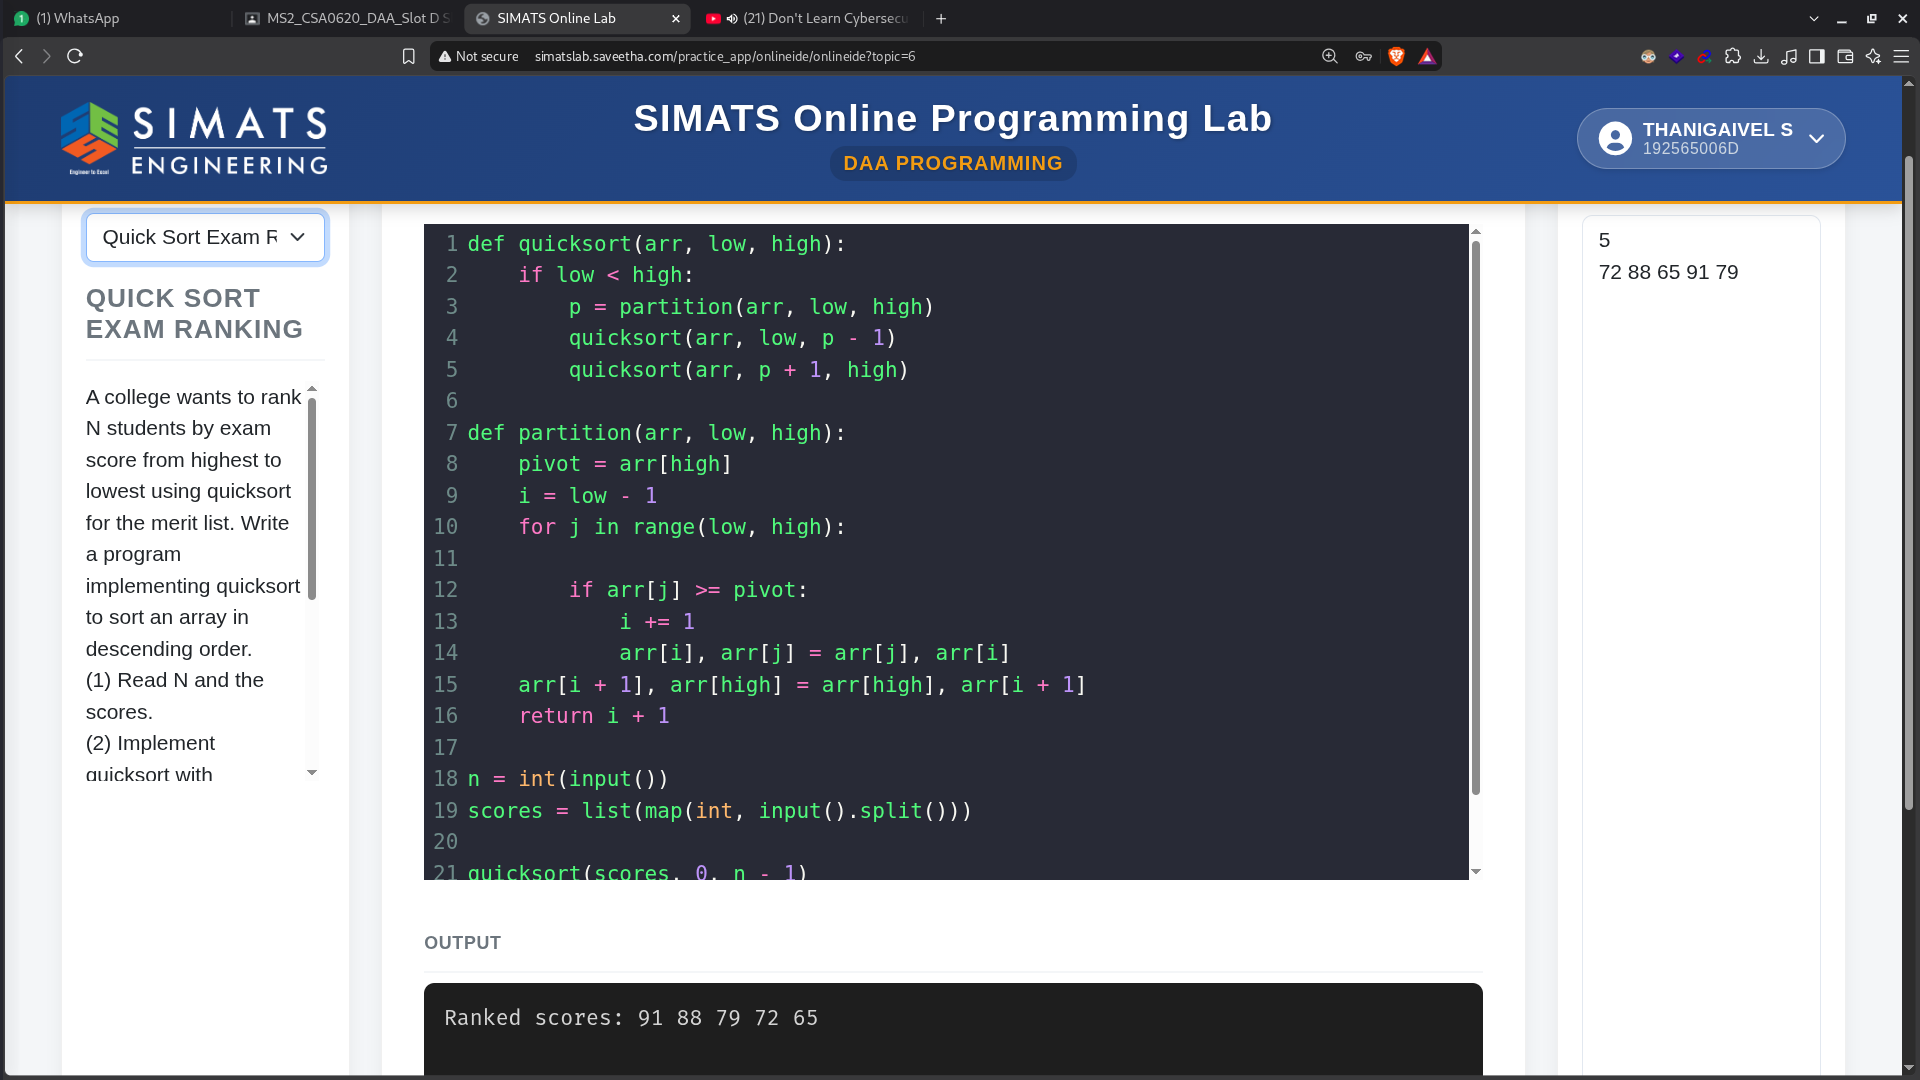 (1) WhatsApp
MS2_CSA0620_DAA_Slot D S
SIMATS Online Lab
(21) Don't Learn Cybersecu
Not secure simatslab.saveetha.com/practice_app/onlineide/onlineide?topic=6
SIMATS
ENGINEERING
Engineer to Excel
SIMATS Online Programming Lab
DAA PROGRAMMING
THANIGAIVEL S
192565006D
Quick Sort Exam R
QUICK SORT
EXAM RANKING
A college wants to rank
N students by exam
score from highest to
lowest using quicksort
for the merit list. Write
a program
implementing quicksort
to sort an array in
descending order.
(1) Read N and the
scores.
(2) Implement
quicksort with
1 def quicksort(arr, low, high):
2     if low < high:
3         p = partition(arr, low, high)
4         quicksort(arr, low, p - 1)
5         quicksort(arr, p + 1, high)
6
7 def partition(arr, low, high):
8     pivot = arr[high]
9     i = low - 1
10     for j in range(low, high):
11
12         if arr[j] >= pivot:
13             i += 1
14             arr[i], arr[j] = arr[j], arr[i]
15     arr[i + 1], arr[high] = arr[high], arr[i + 1]
16     return i + 1
17
18 n = int(input())
19 scores = list(map(int, input().split()))
20
21 quicksort(scores, 0, n - 1)
OUTPUT
Ranked scores: 91 88 79 72 65
5
72 88 65 91 79